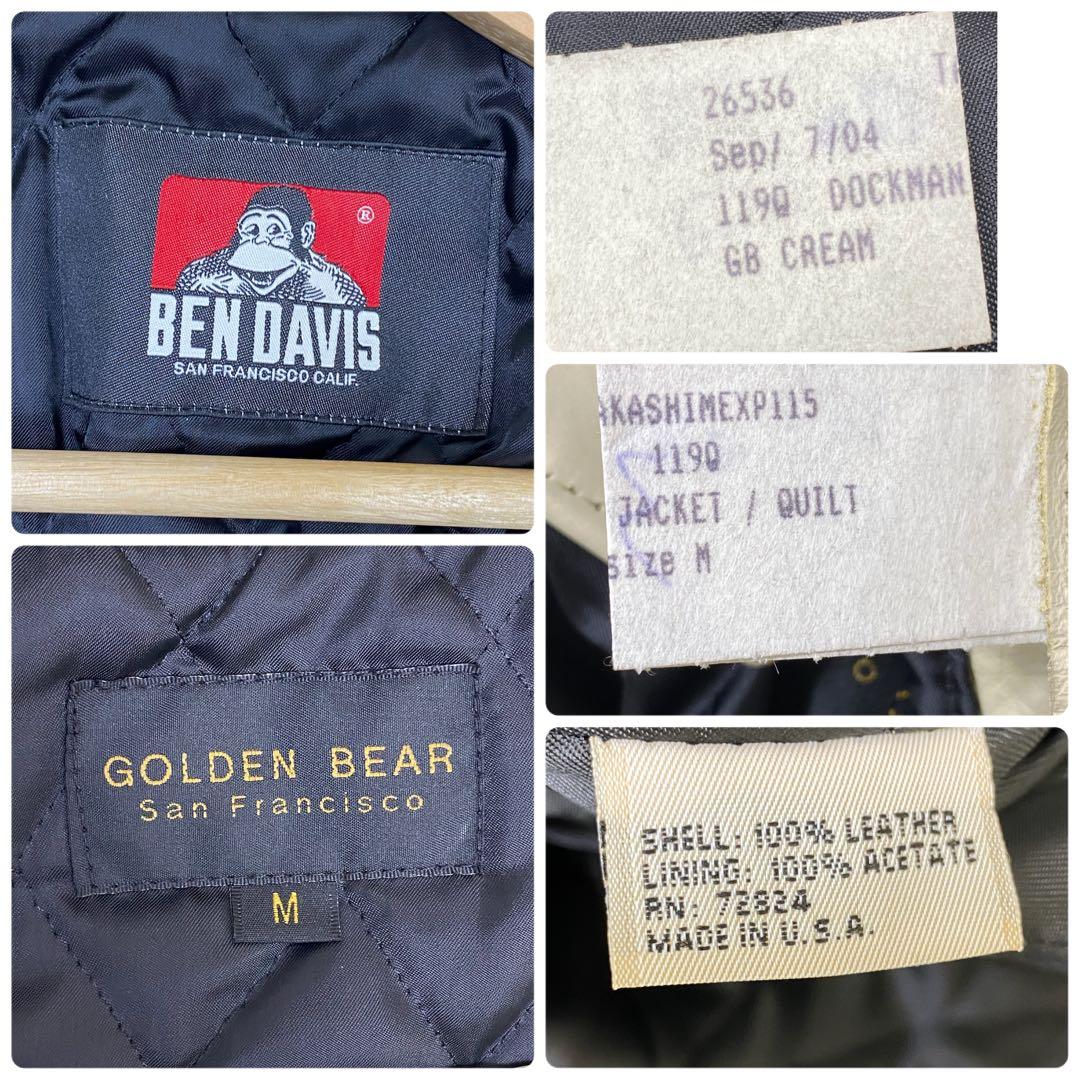 ®
BEN DAVIS
SAN FRANCISCO CALIF.
GOLDEN BEAR
San Francisco
M
26536
Sep/ 7/04
119Q DOCKMAN
GB CREAM
AKASHIMEXP115
119Q
JACKET / QUILT
size M
SHELL: 100% LEATHER
LINING: 100% ACETATE
RN: 72824
MADE IN U.S.A.